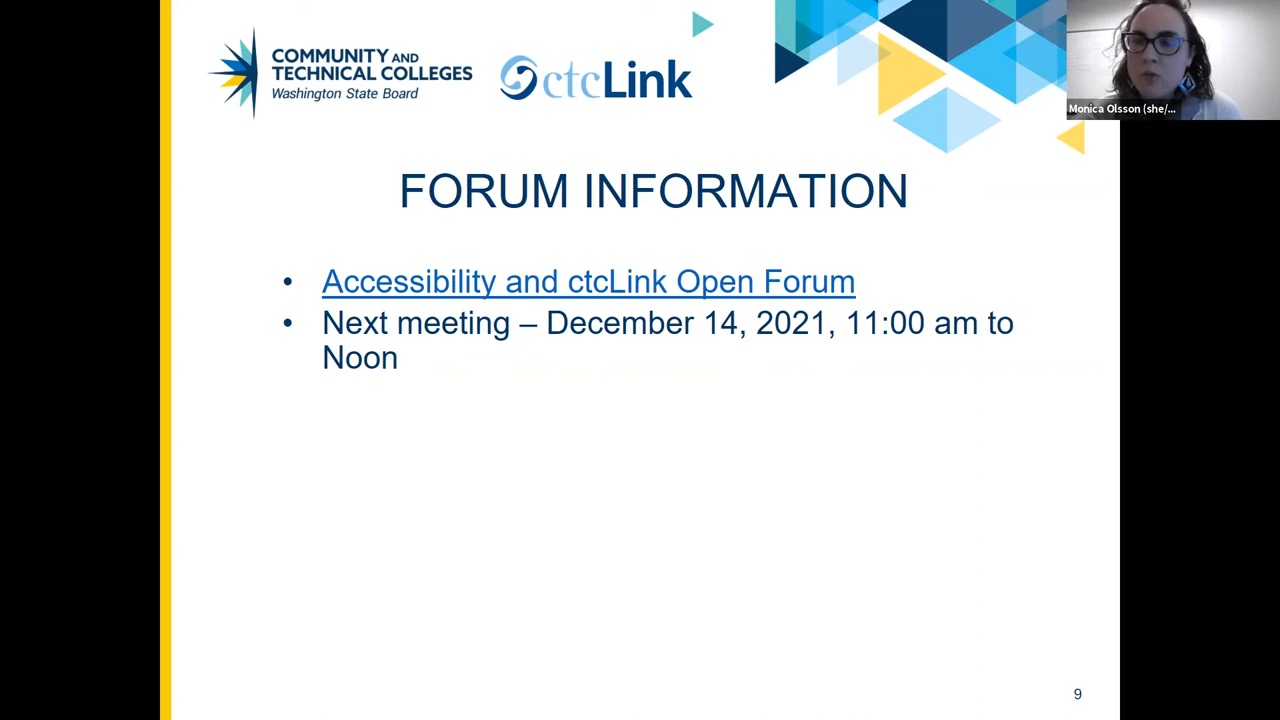 COMMUNITY AND
TECHNICAL COLLEGES
Washington State Board
ctcLink
Monica Olsson (she/...
FORUM INFORMATION
• Accessibility and ctcLink Open Forum
• Next meeting – December 14, 2021, 11:00 am to
Noon
9